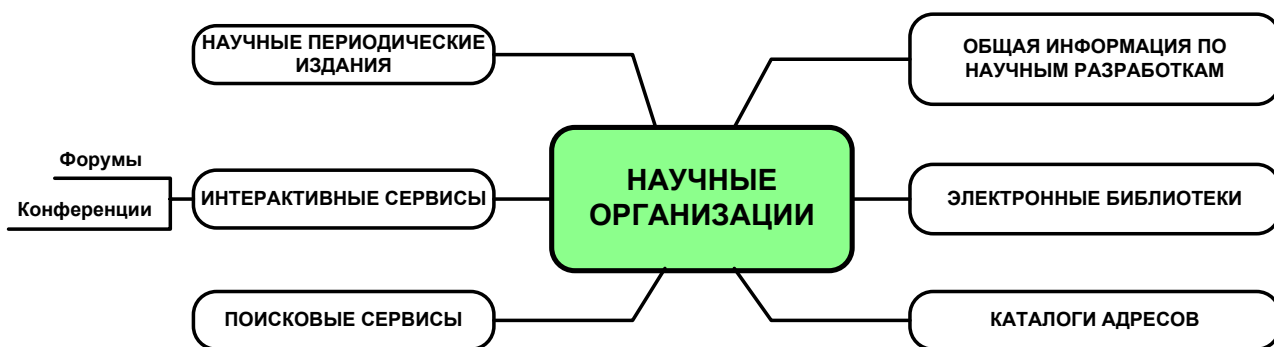 НАУЧНЫЕ ПЕРИОДИЧЕСКИЕ
ИЗДАНИЯ
ОБЩАЯ ИНФОРМАЦИЯ ПО
НАУЧНЫМ РАЗРАБОТКАМ
Форумы
Конференции
ИНТЕРАКТИВНЫЕ СЕРВИСЫ
НАУЧНЫЕ
ОРГАНИЗАЦИИ
ЭЛЕКТРОННЫЕ БИБЛИОТЕКИ
ПОИСКОВЫЕ СЕРВИСЫ
КАТАЛОГИ АДРЕСОВ